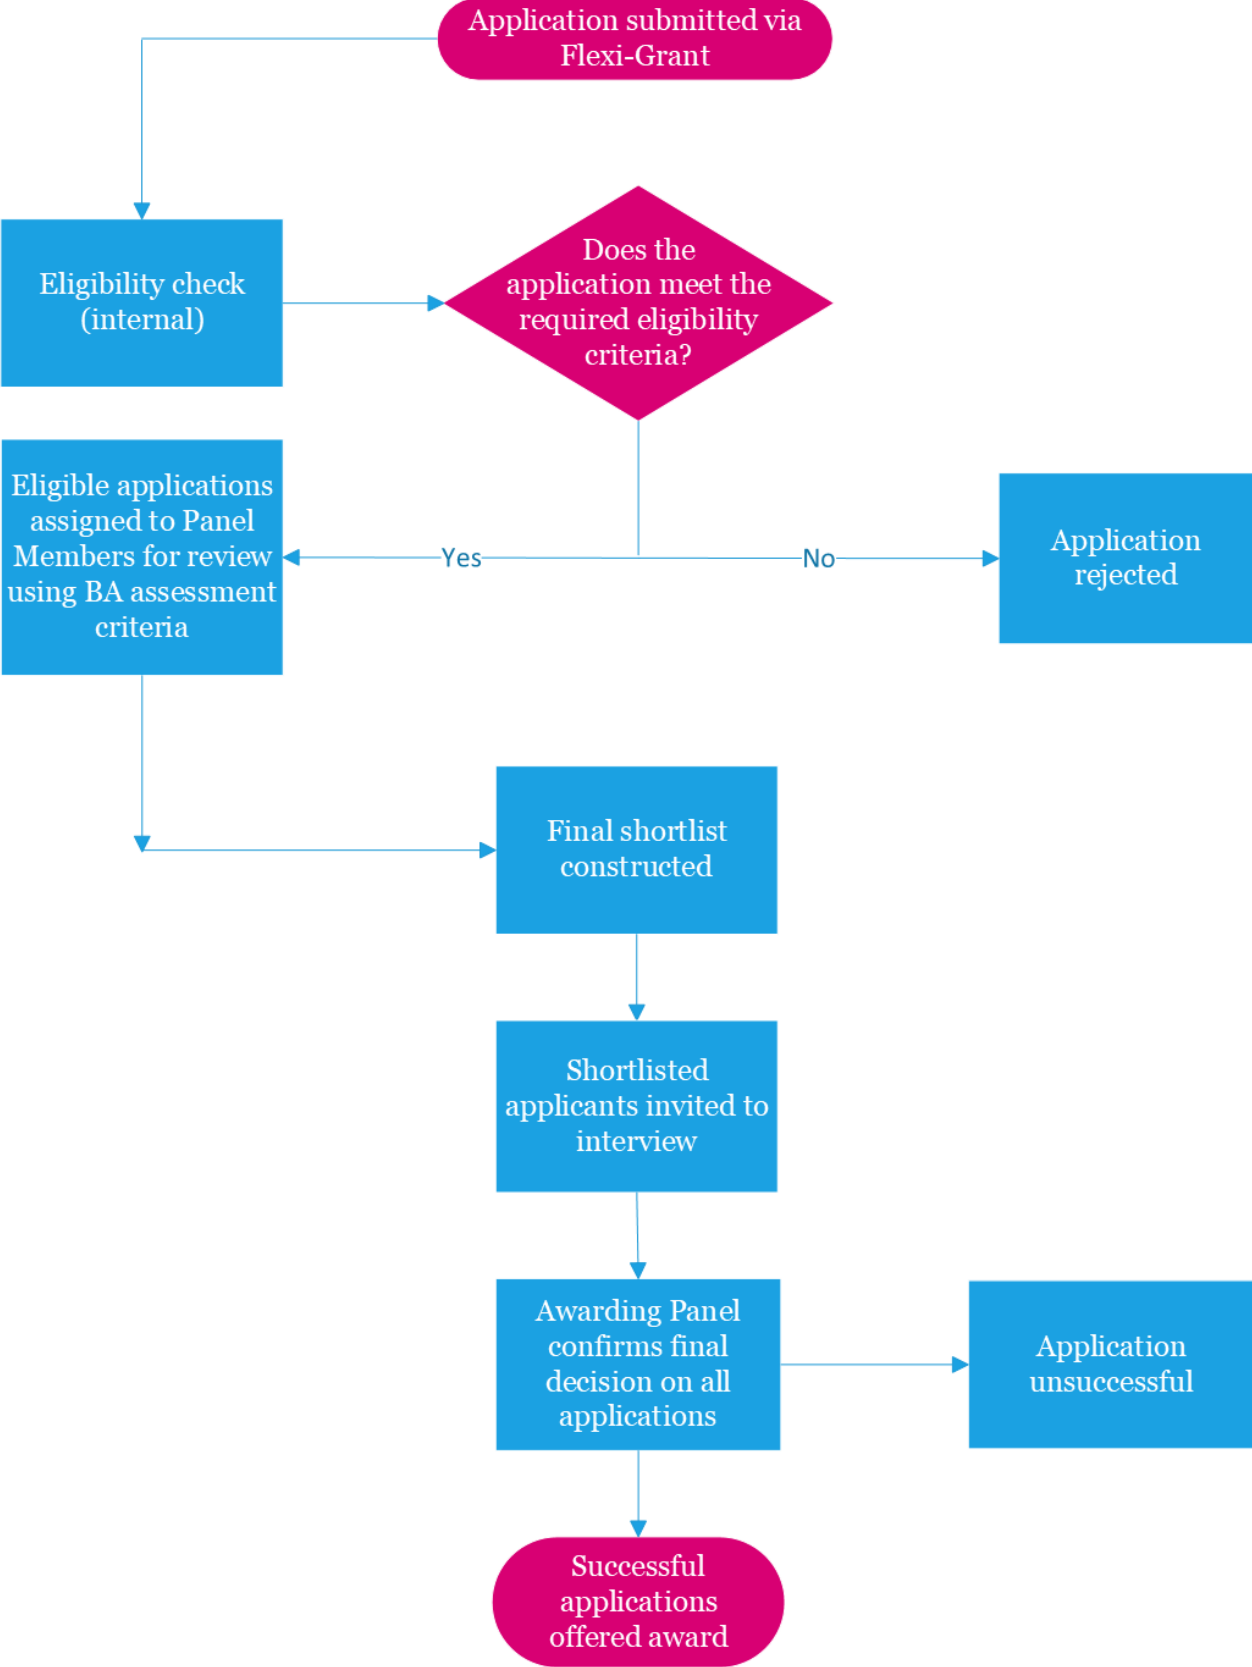 Application submitted via
Flexi-Grant
Eligibility check
(internal)
Does the
application meet the
required eligibility
criteria?
Eligible applications
assigned to Panel
Members for review
using BA assessment
criteria
Yes
No
Application
rejected
Final shortlist
constructed
Shortlisted
applicants invited to
interview
Awarding Panel
confirms final
decision on all
applications
Application
unsuccessful
Successful
applications
offered award